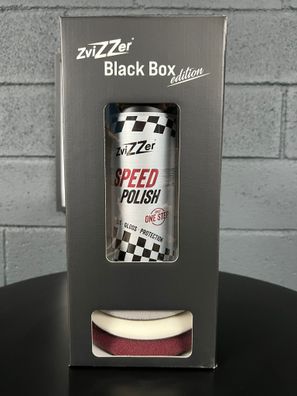 ZviZZer®
Black Box
edition
ZviZZer
SPEED
POLISH
ONE STEP
GLOSS · PROTECTION